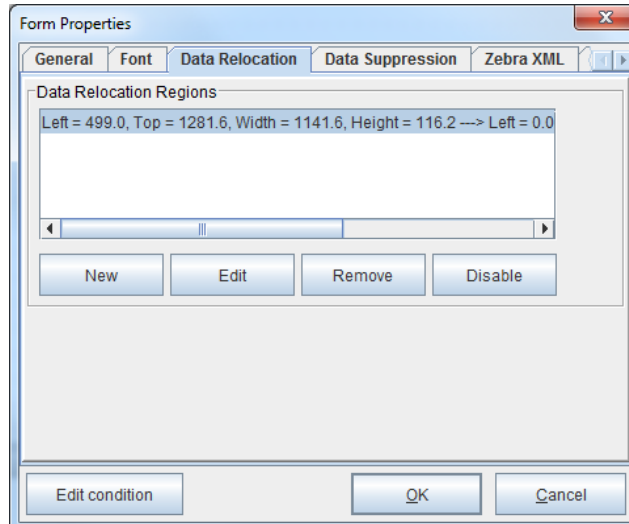 Form Properties
General Font Data Relocation Data Suppression Zebra XML
Data Relocation Regions
Left = 499.0, Top = 1281.6, Width = 1141.6, Height = 116.2 ---> Left = 0.0
New Edit Remove Disable
Edit condition OK Cancel